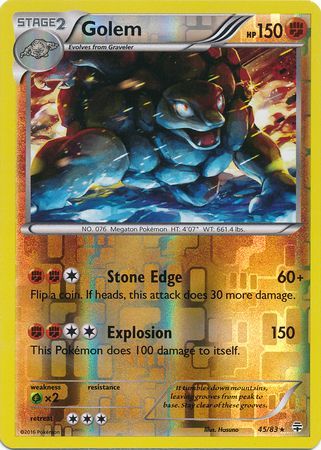 STAGE2
Golem
HP150
Evolves from Graveler
NO. 076 Megaton Pokémon HT: 4'07" WT: 661.4 lbs.
Stone Edge 60+
Flip a coin. If heads, this attack does 30 more damage.
Explosion 150
This Pokémon does 100 damage to itself.
weakness
resistance
×2
retreat
It tumbles down mountains,
leaving grooves from peak to
base. Stay clear of these grooves.
©2016 Pokémon
Illus. Hasuno
45/83★